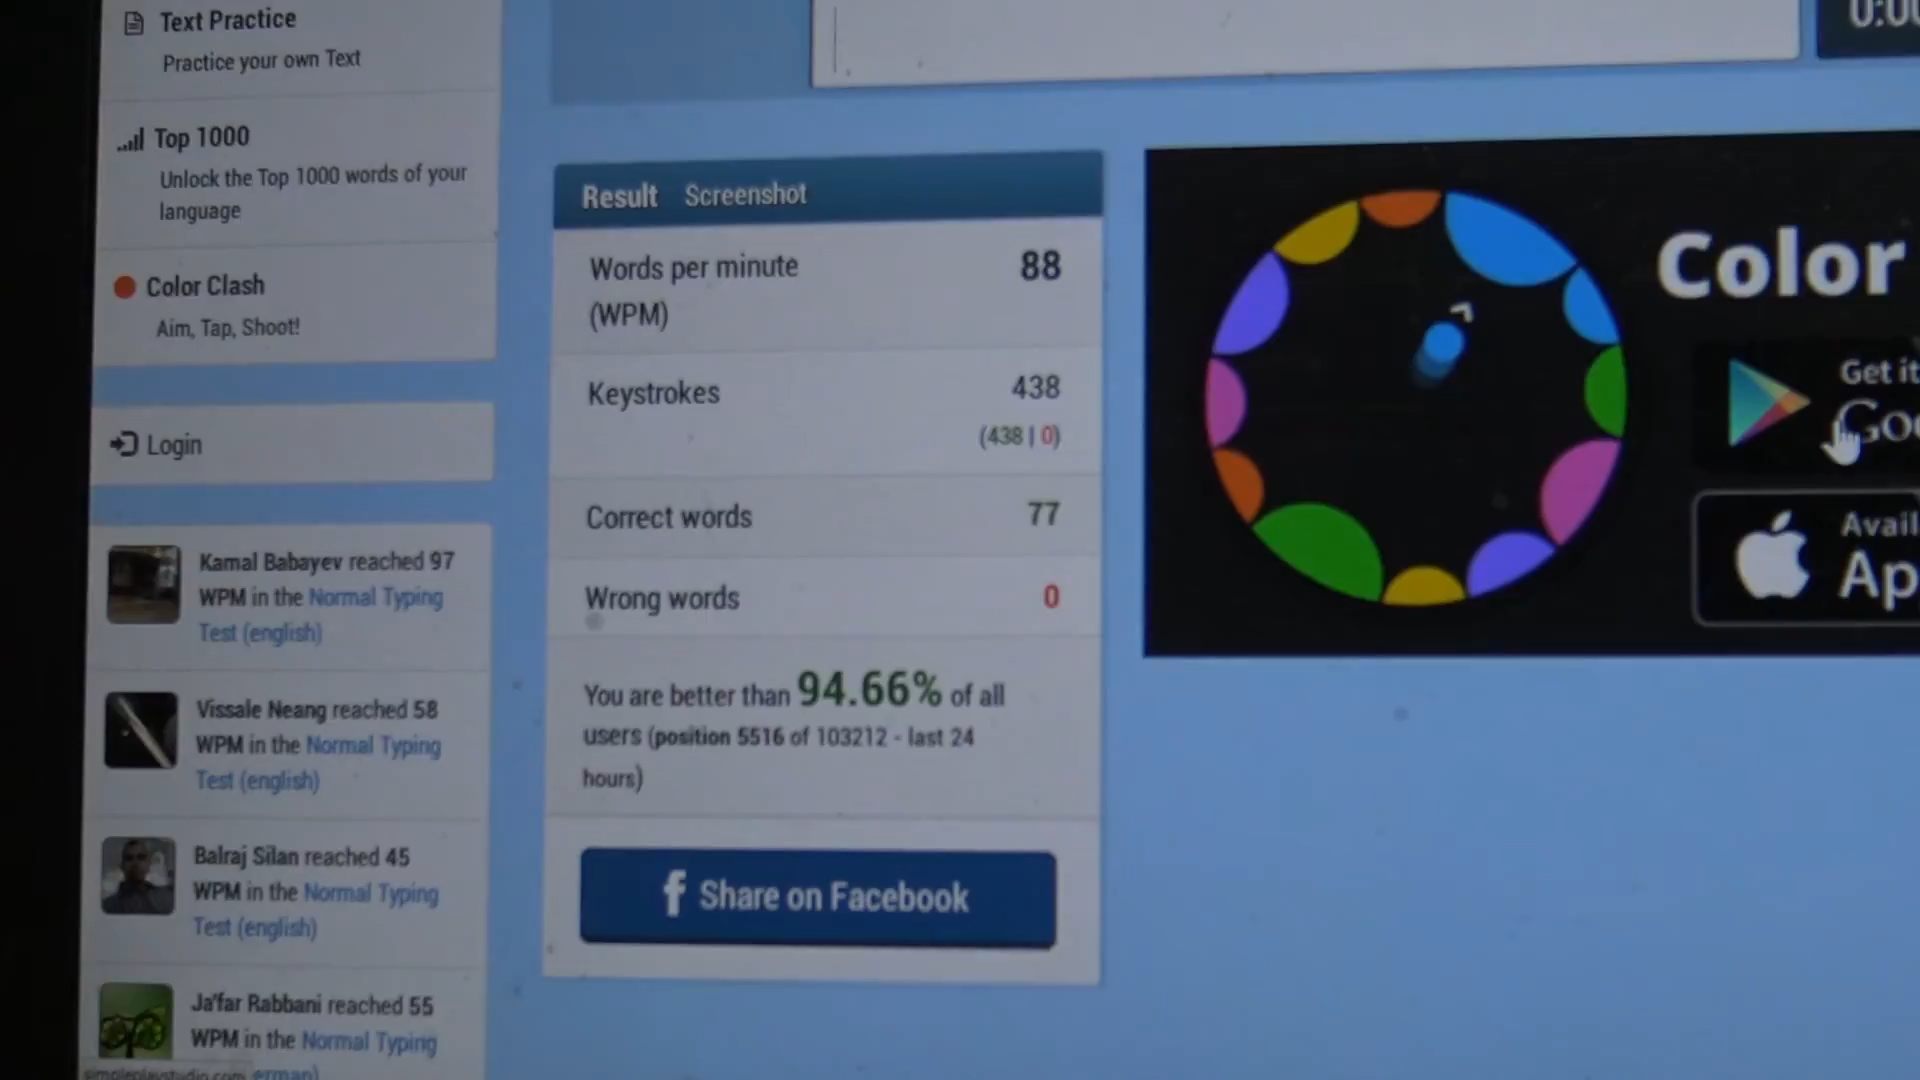 Text Practice
Practice your own Text
Top 1000
Unlock the Top 1000 words of your
language
Color Clash
Aim, Tap, Shoot!
Login
Kamal Babayev reached 97
WPM in the Normal Typing
Test (english)
Vissale Neang reached 58
WPM in the Normal Typing
Test (english)
Balraj Silan reached 45
WPM in the Normal Typing
Test (english)
Ja'far Rabbani reached 55
WPM in the Normal Typing
simpleplaystudio.com
Result Screenshot
Words per minute 88
(WPM)
Keystrokes 438
(438 | 0)
Correct words 77
Wrong words 0
You are better than 94.66% of all
users (position 5516 of 103212 - last 24
hours)
f Share on Facebook
Color
Get it